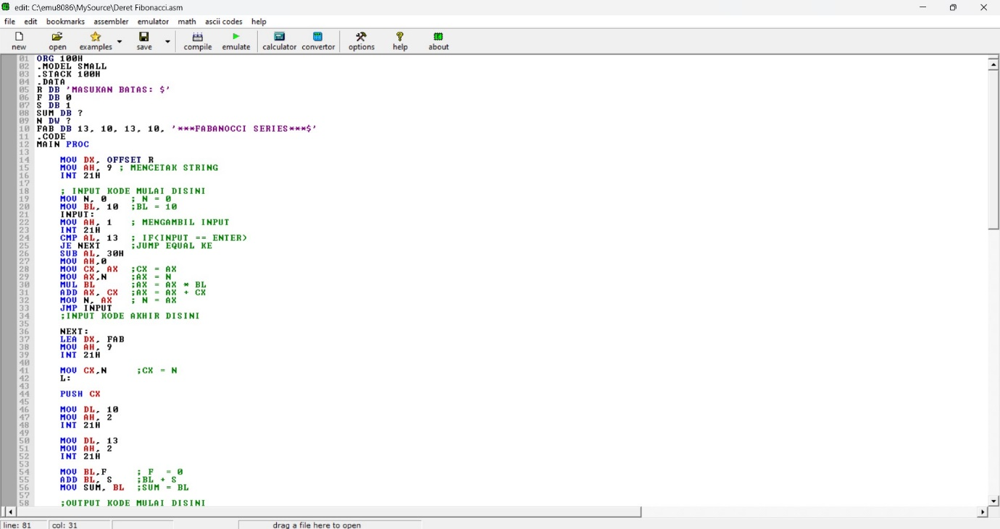 edit: C:\emu8086\MySource\Deret Fibonacci.asm
file edit bookmarks assembler emulator math ascii codes help
new open examples save compile emulate calculator convertor options help about
01 ORG 100H
02 .MODEL SMALL
03 .STACK 100H
04 .DATA
05 R DB 'MASUKAN BATAS: $'
06 F DB 0
07 S DB 1
08 SUM DB ?
09 N DW ?
10 FAB DB 13, 10, 13, 10, '***FABANOCCI SERIES***$'
11 .CODE
12 MAIN PROC
13
14 MOV DX, OFFSET R
15 MOV AH, 9 ; MENCETAK STRING
16 INT 21H
17
18 ; INPUT KODE MULAI DISINI
19 MOV N, 0 ; N = 0
20 MOV BL, 10 ;BL = 10
21 INPUT:
22 MOV AH, 1 ; MENGAMBIL INPUT
23 INT 21H
24 CMP AL, 13 ; IF(INPUT == ENTER)
25 JE NEXT ;JUMP EQUAL KE
26 SUB AL, 30H
27 MOV AH,0
28 MOV CX, AX ;CX = AX
29 MOV AX,N ;AX = N
30 MUL BL ;AX = AX * BL
31 ADD AX, CX ;AX = AX + CX
32 MOV N, AX ; N = AX
33 JMP INPUT
34 ;INPUT KODE AKHIR DISINI
35
36 NEXT:
37 LEA DX, FAB
38 MOV AH, 9
39 INT 21H
40
41 MOV CX,N ;CX = N
42 L:
43
44 PUSH CX
45
46 MOV DL, 10
47 MOV AH, 2
48 INT 21H
49
50 MOV DL, 13
51 MOV AH, 2
52 INT 21H
53
54 MOV BL,F ; F = 0
55 ADD BL, S ;BL + S
56 MOV SUM, BL ;SUM = BL
57
58 ;OUTPUT KODE MULAI DISINI
line: 81 col: 31 drag a file here to open